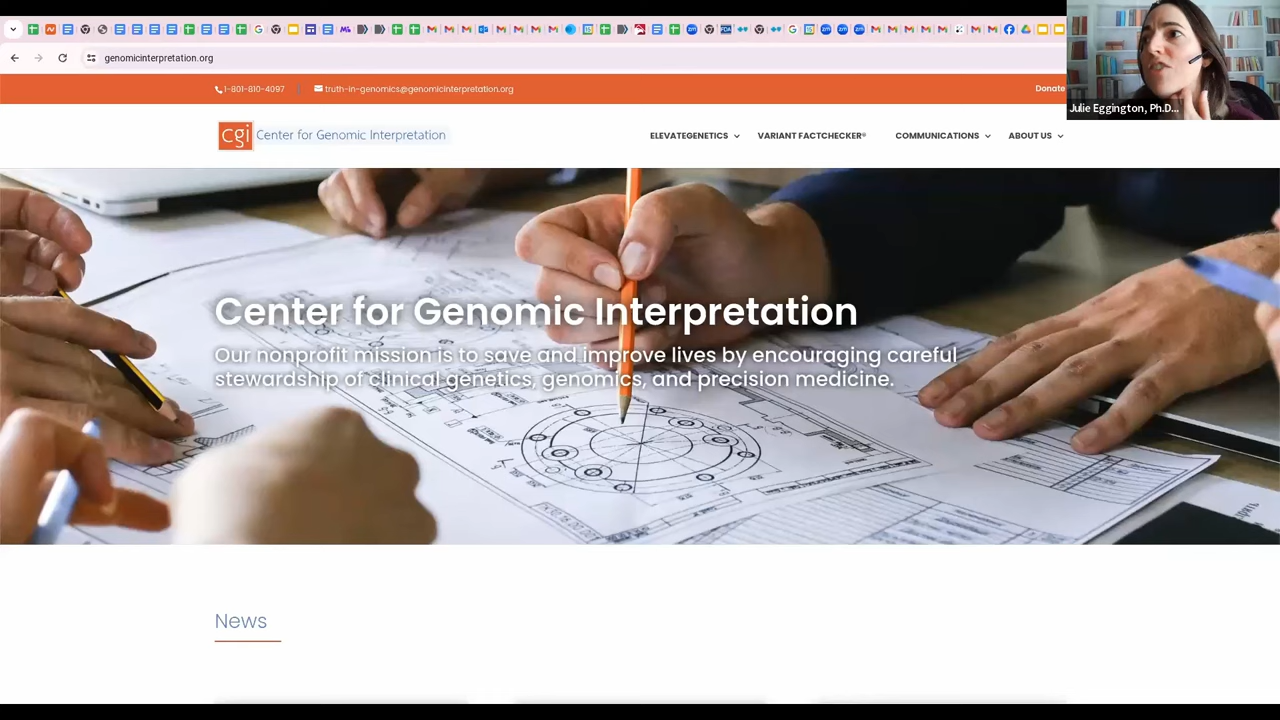 genomicinterpretation.org
1-801-810-4097
truth-in-genomics@genomicinterpretation.org
Donate
Julie Eggington, Ph.D...
cgi Center for Genomic Interpretation
ELEVATEGENETICS VARIANT FACTCHECKER® COMMUNICATIONS ABOUT US
Center for Genomic Interpretation
Our nonprofit mission is to save and improve lives by encouraging careful
stewardship of clinical genetics, genomics, and precision medicine.
News